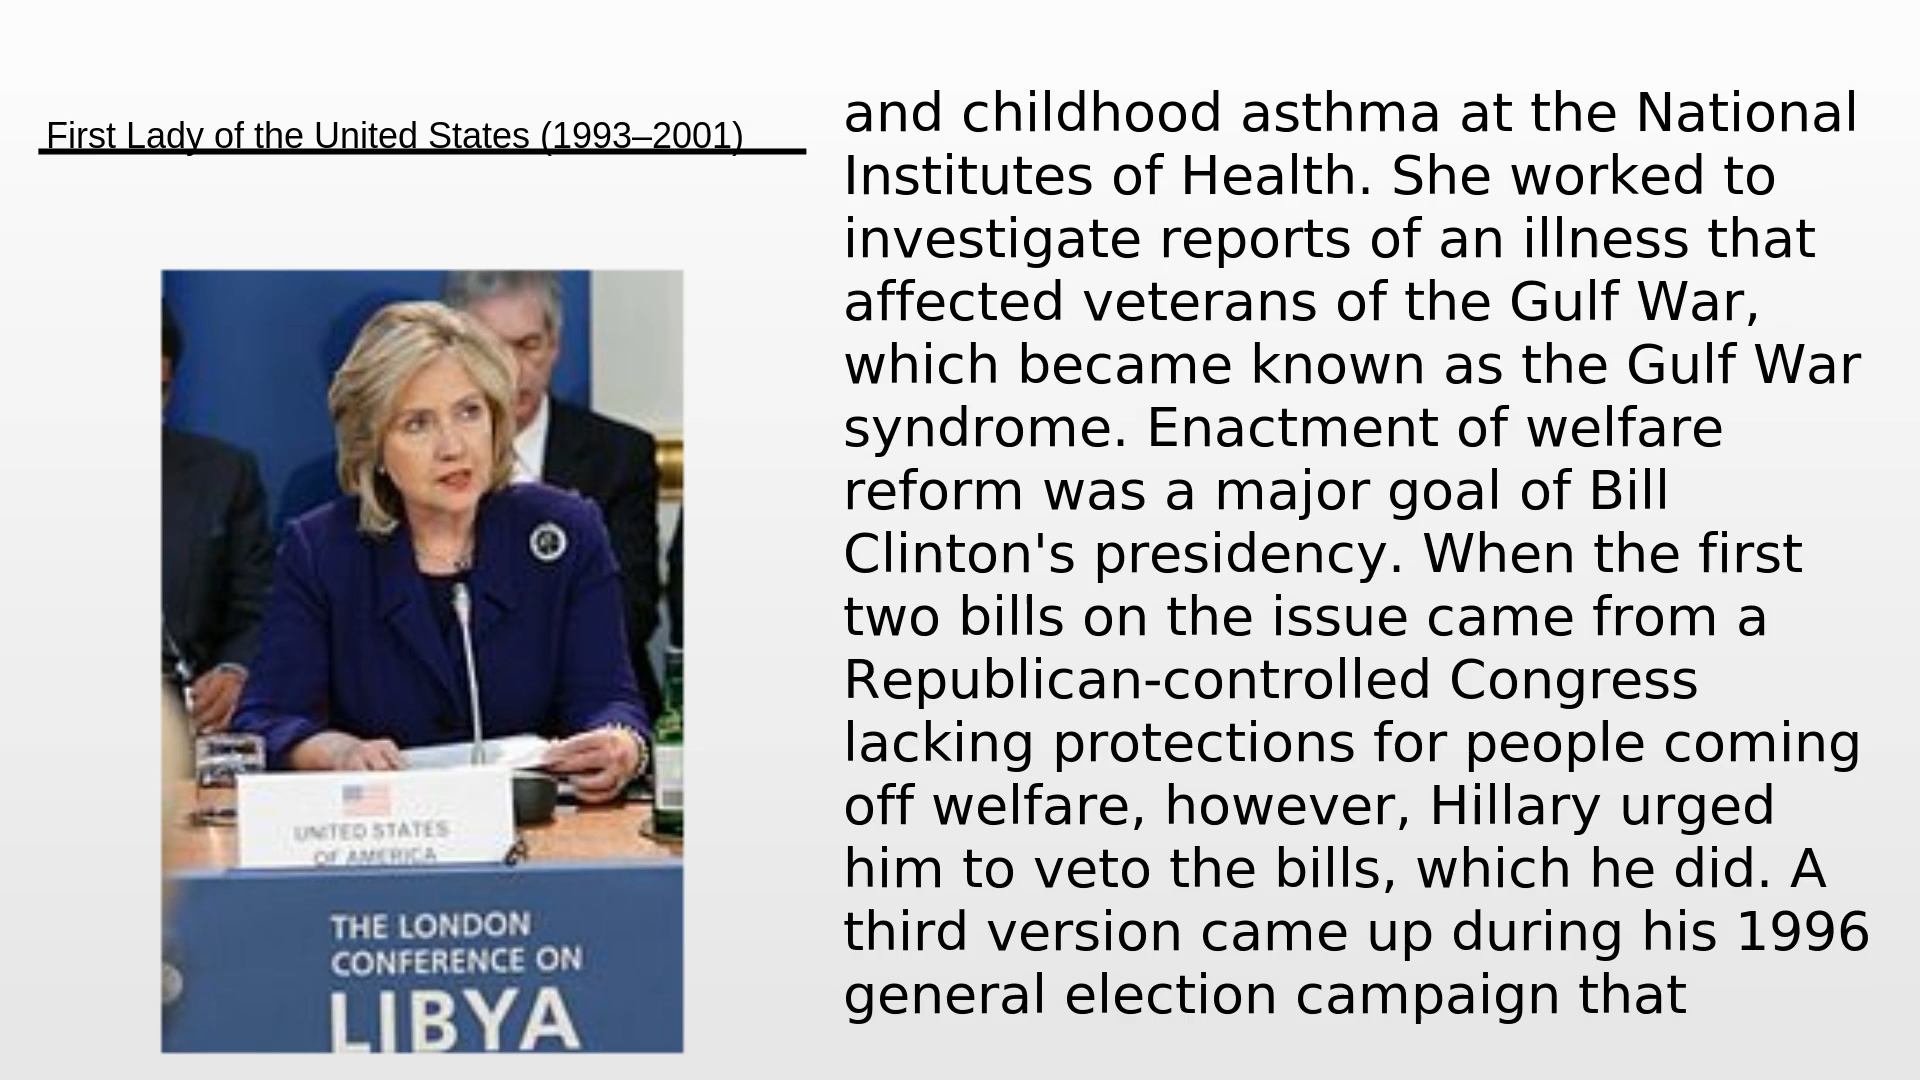 First Lady of the United States (1993–2001)
and childhood asthma at the National
Institutes of Health. She worked to
investigate reports of an illness that
affected veterans of the Gulf War,
which became known as the Gulf War
syndrome. Enactment of welfare
reform was a major goal of Bill
Clinton's presidency. When the first
two bills on the issue came from a
Republican-controlled Congress
lacking protections for people coming
off welfare, however, Hillary urged
him to veto the bills, which he did. A
third version came up during his 1996
general election campaign that
UNITED STATES
OF AMERICA
THE LONDON
CONFERENCE ON
LIBYA